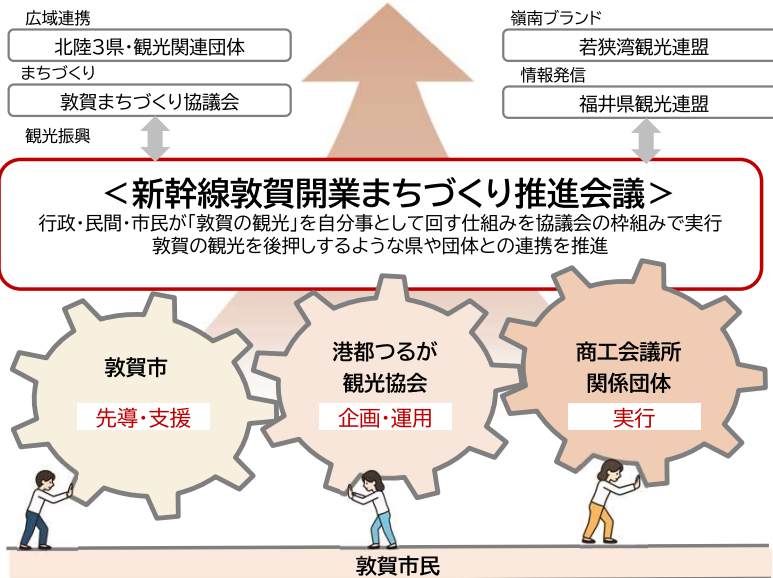 広域連携
北陸3県・観光関連団体
まちづくり
敦賀まちづくり協議会
観光振興
嶺南ブランド
若狭湾観光連盟
情報発信
福井県観光連盟
＜新幹線敦賀開業まちづくり推進会議＞
行政・民間・市民が「敦賀の観光」を自分事として回す仕組みを協議会の枠組みで実行
敦賀の観光を後押しするような県や団体との連携を推進
敦賀市
先導・支援
港都つるが
観光協会
企画・運用
商工会議所
関係団体
実行
敦賀市民